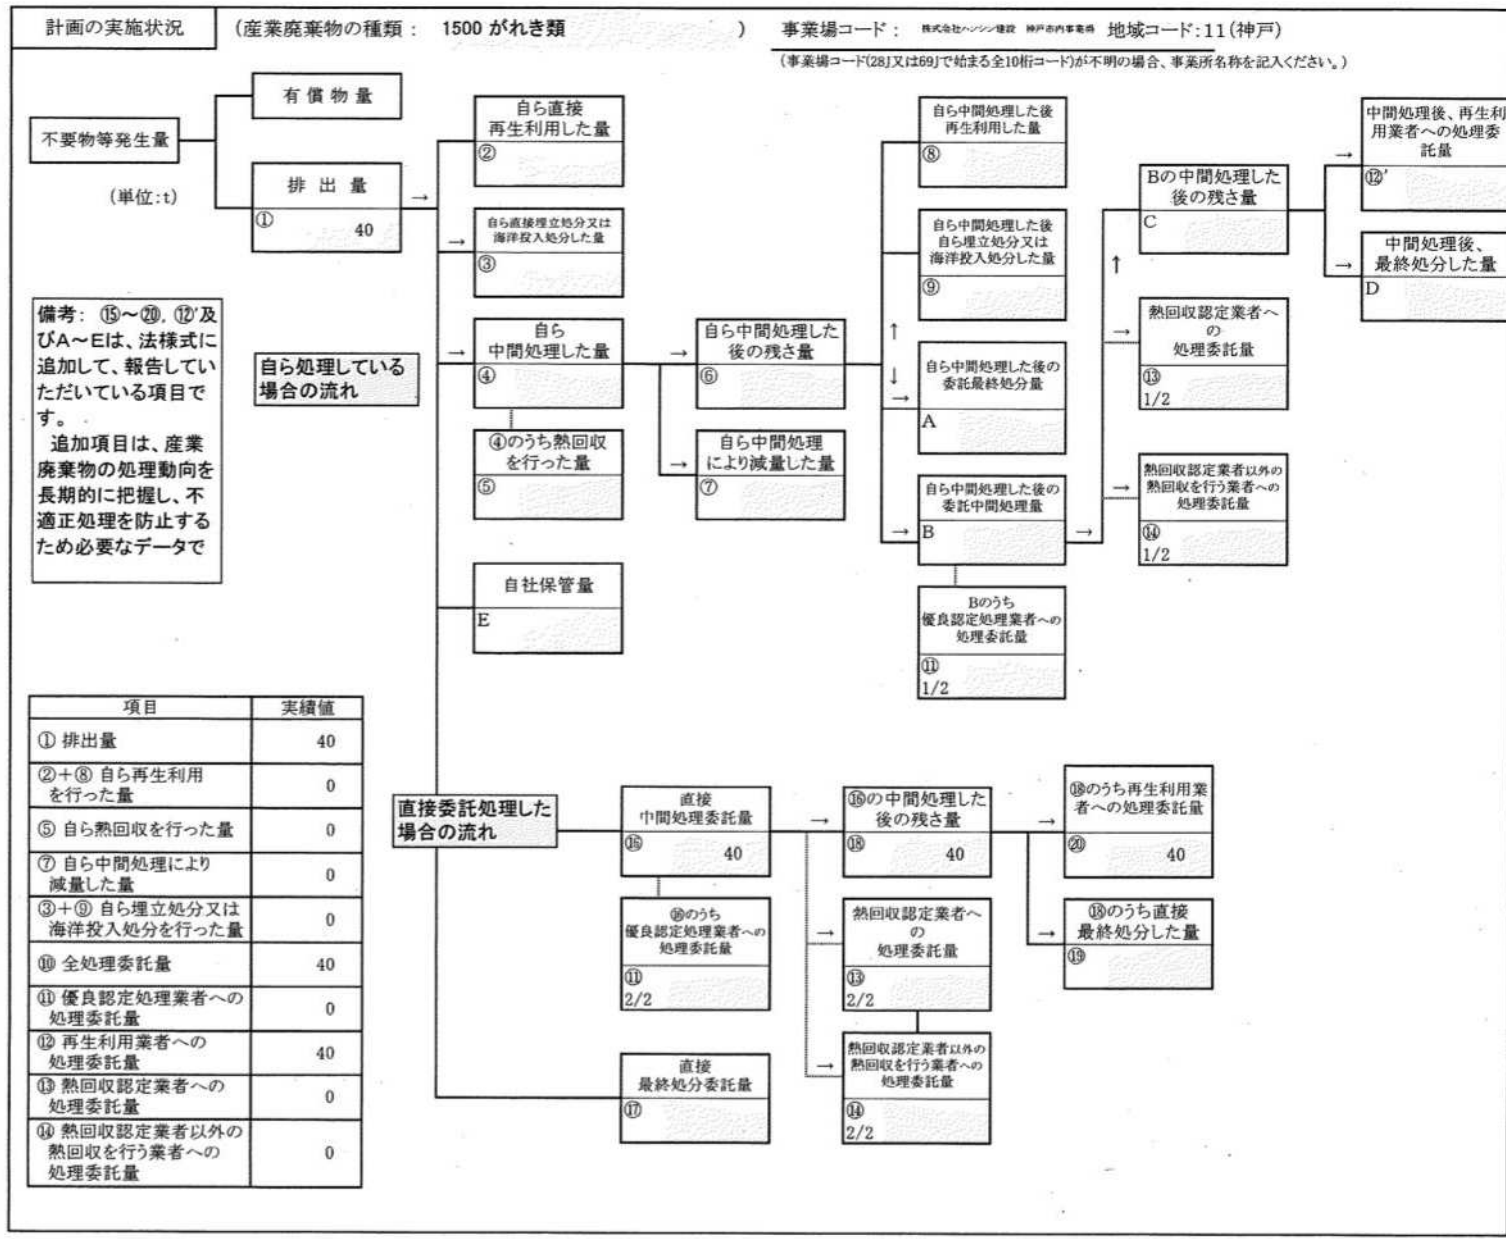 計画の実施状況 (産業廃棄物の種類： 1500 がれき類 ) 事業場コード： 株式会社ハンシン建設 神戸市内事業場 地域コード:11(神戸)
(事業場コード(28｣又は69｣で始まる全10桁コード)が不明の場合、事業所名称を記入ください。)
不要物等発生量
(単位:t)
有償物量
排出量
① 40
→
自ら直接
再生利用した量
②
→
自ら直接埋立処分又は
海洋投入処分した量
③
→
自ら
中間処理した量
④
④のうち熱回収
を行った量
⑤
自社保管量
E
→
自ら中間処理した
後の残さ量
⑥
→
自ら中間処理
により減量した量
⑦
自ら中間処理した後
再生利用した量
⑧
自ら中間処理した後
自ら埋立処分又は
海洋投入処分した量
⑨
↑
↓
→
自ら中間処理した後の
委託最終処分量
A
→
自ら中間処理した後の
委託中間処理量
B
→
Bのうち
優良認定処理業者への
処理委託量
⑪
1/2
→
↑
Bの中間処理した
後の残さ量
C
→
熱回収認定業者へ
の
処理委託量
⑬
1/2
→
熱回収認定業者以外の
熱回収を行う業者への
処理委託量
⑭
1/2
→
中間処理後、再生利
用業者への処理委
託量
⑫'
→
中間処理後、
最終処分した量
D
備考： ⑮～⑳, ⑫'及
びA～Eは、法様式に
追加して、報告してい
ただいている項目で
す。
追加項目は、産業
廃棄物の処理動向を
長期的に把握し、不
適正処理を防止する
ため必要なデータで
自ら処理している
場合の流れ
項目 実績値
① 排出量 40
②＋⑧ 自ら再生利用
を行った量 0
⑤ 自ら熱回収を行った量 0
⑦ 自ら中間処理により
減量した量 0
③＋⑨ 自ら埋立処分又は
海洋投入処分を行った量 0
⑩ 全処理委託量 40
⑪ 優良認定処理業者への
処理委託量 0
⑫ 再生利用業者への
処理委託量 40
⑬ 熱回収認定業者への
処理委託量 0
⑭ 熱回収認定業者以外の
熱回収を行う業者への
処理委託量 0
直接委託処理した
場合の流れ
直接
中間処理委託量
⑯ 40
⑯のうち
優良認定処理業者への
処理委託量
⑪
2/2
直接
最終処分委託量
⑰
→
⑯の中間処理した
後の残さ量
⑱ 40
→
熱回収認定業者へ
の
処理委託量
⑬
2/2
→
熱回収認定業者以外の
熱回収を行う業者への
処理委託量
⑭
2/2
→
⑱のうち再生利用業
者への処理委託量
⑳ 40
→
⑱のうち直接
最終処分した量
⑲